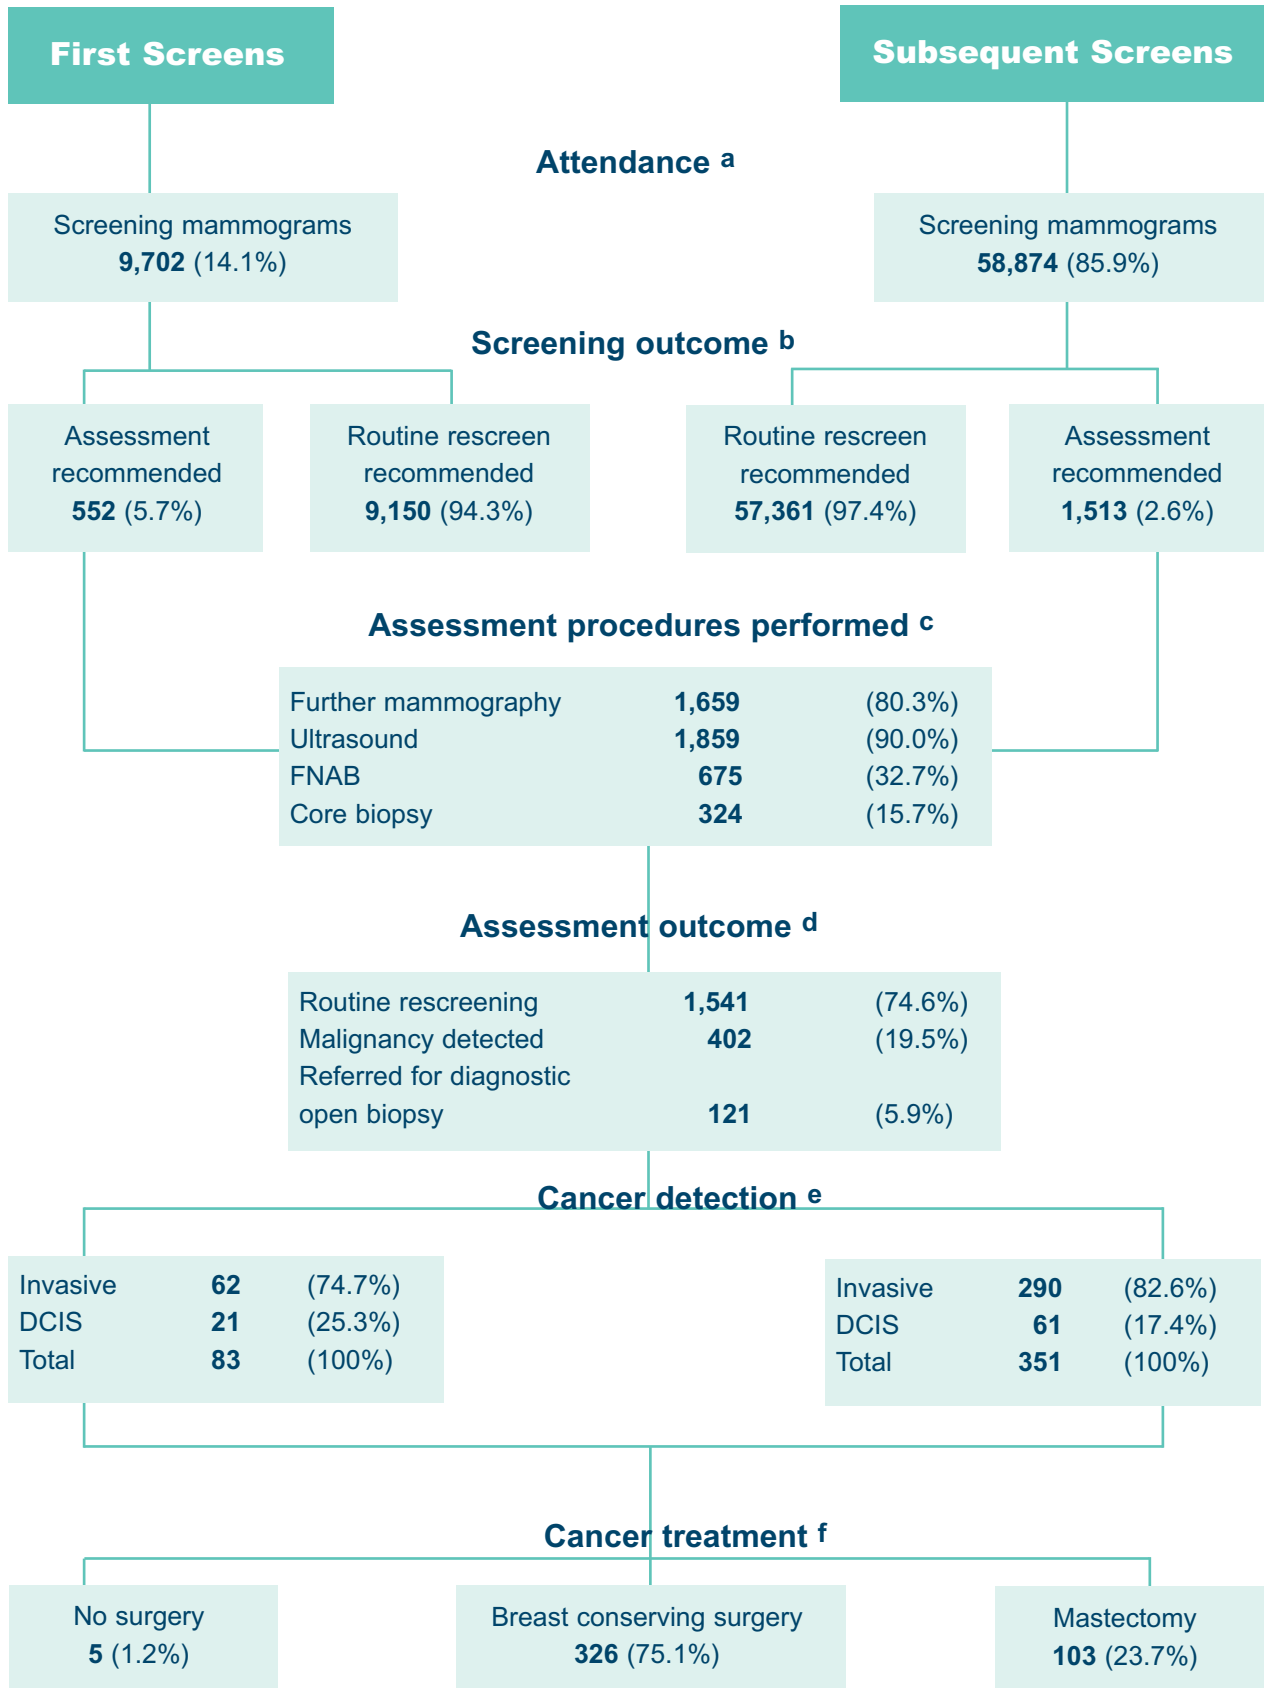 First Screens
Subsequent Screens
Attendance a
Screening mammograms
9,702 (14.1%)
Screening mammograms
58,874 (85.9%)
Screening outcome b
Assessment
recommended
552 (5.7%)
Routine rescreen
recommended
9,150 (94.3%)
Routine rescreen
recommended
57,361 (97.4%)
Assessment
recommended
1,513 (2.6%)
Assessment procedures performed c
Further mammography 1,659 (80.3%)
Ultrasound 1,859 (90.0%)
FNAB 675 (32.7%)
Core biopsy 324 (15.7%)
Assessment outcome d
Routine rescreening 1,541 (74.6%)
Malignancy detected 402 (19.5%)
Referred for diagnostic
open biopsy 121 (5.9%)
Cancer detection e
Invasive 62 (74.7%)
DCIS 21 (25.3%)
Total 83 (100%)
Invasive 290 (82.6%)
DCIS 61 (17.4%)
Total 351 (100%)
Cancer treatment f
No surgery
5 (1.2%)
Breast conserving surgery
326 (75.1%)
Mastectomy
103 (23.7%)